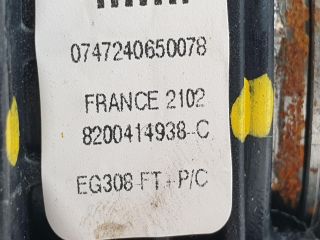 0747240650078
FRANCE 2102
8200414938--C
EG308 FT - P/C